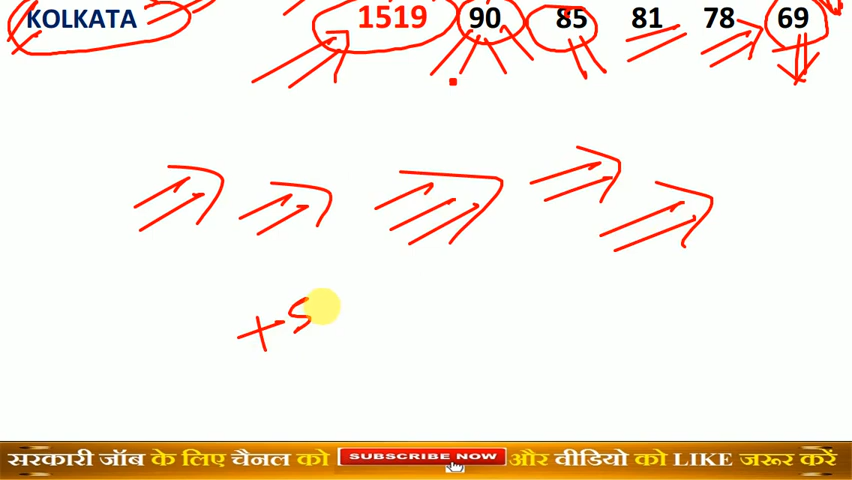 KOLKATA 1519 90 85 81 78 69
+5
सरकारी जॉब के लिए चैनल को SUBSCRIBE NOW और वीडियो को LIKE जरूर करें